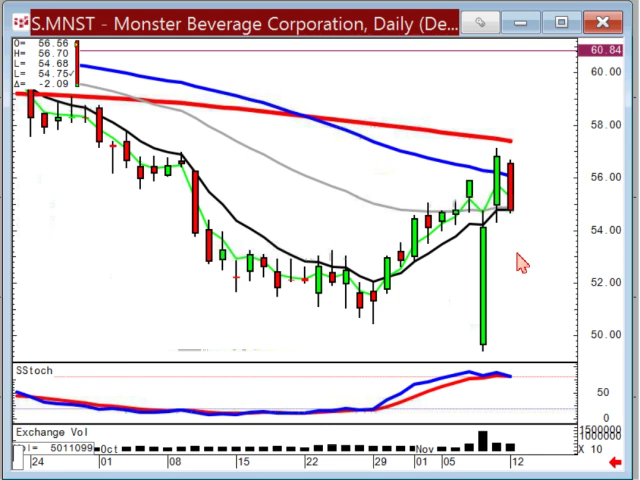 S.MNST - Monster Beverage Corporation, Daily (De...
O= 56.56
H= 56.70
L= 54.68
L= 54.75
Δ= -2.09
60.84
60.00
58.00
56.00
54.00
52.00
50.00
SStoch
50
0
Exchange Vol
1500000
1000000
X 10
= 5011099
Oct
Nov
24
01
08
15
22
29
01
05
12